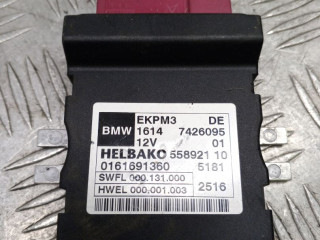 EKPM3 DE
BMW 1614 7426095
12V 01
HELBAKO 558921 10
0161691360 5181
SWFL 000.131.000
HWEL 000.001.003 2516